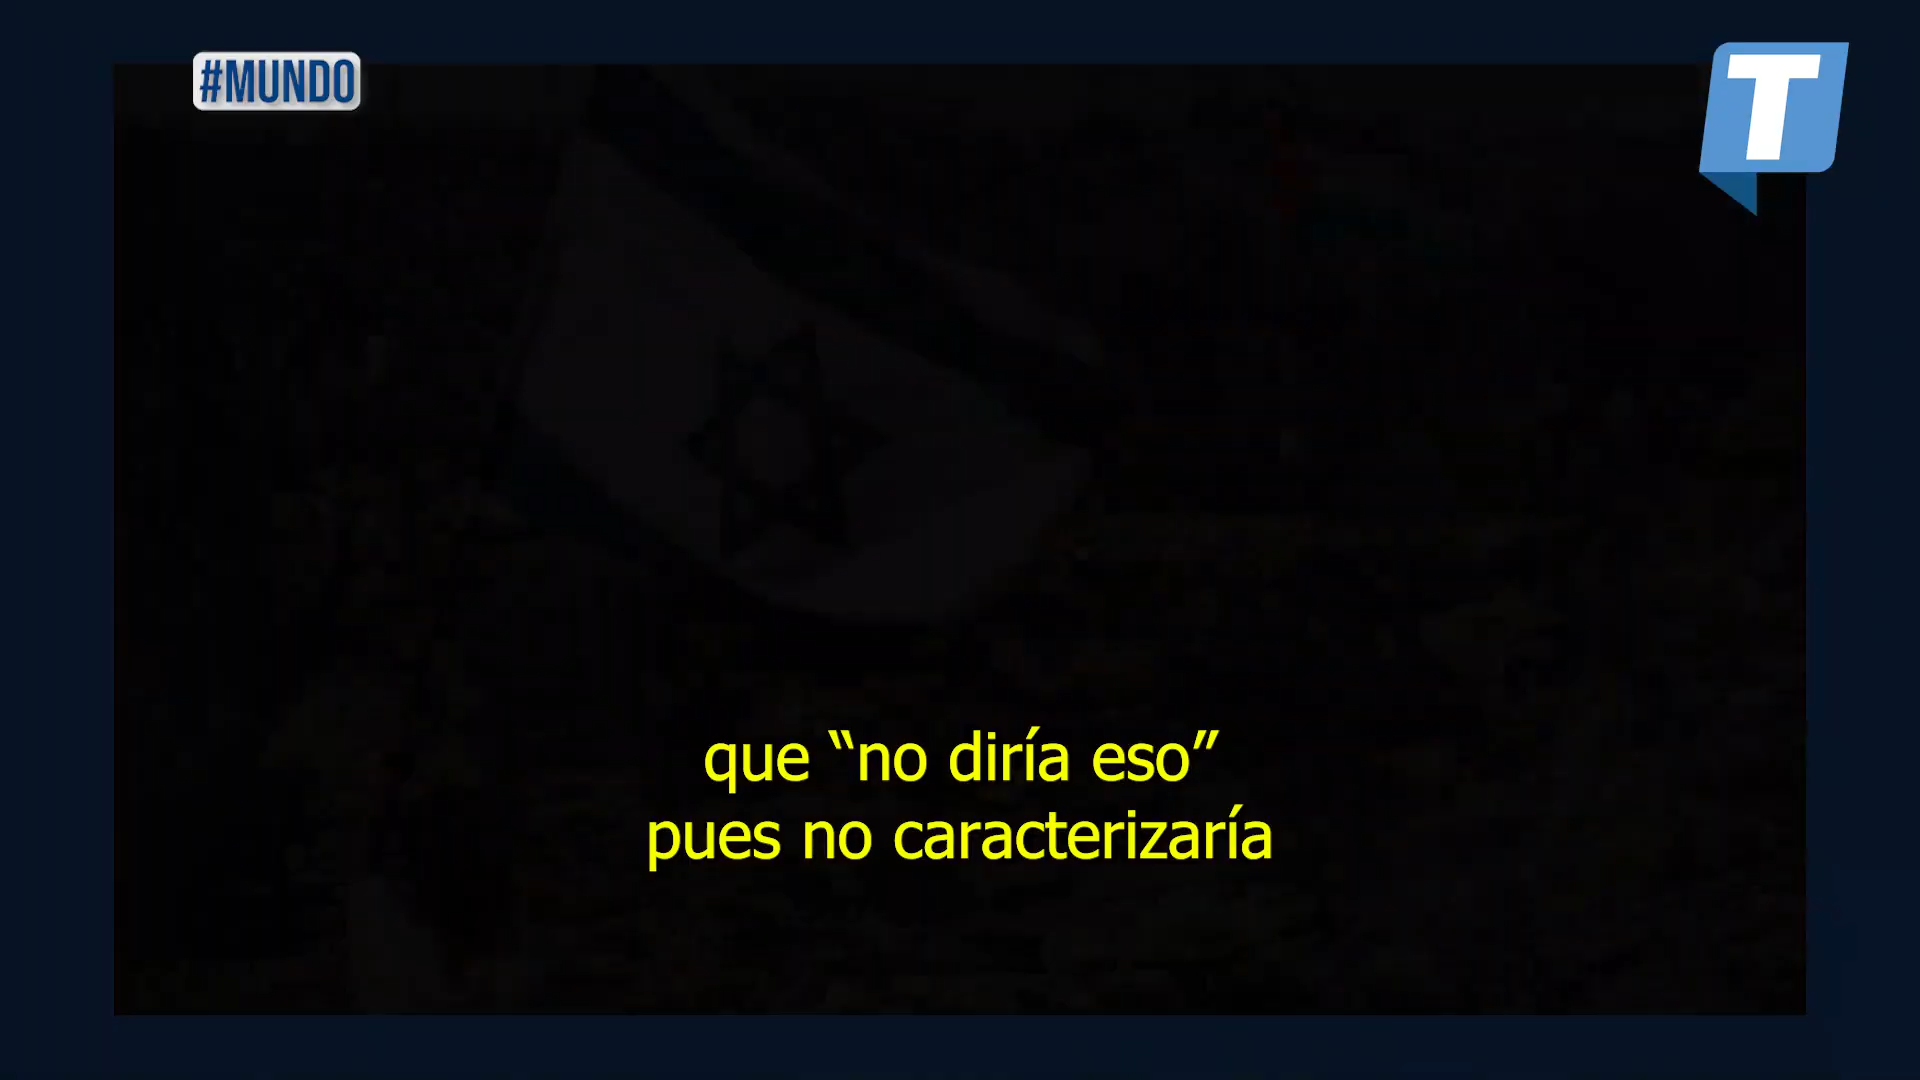 #MUNDO
T
que “no diría eso”
pues no caracterizaría